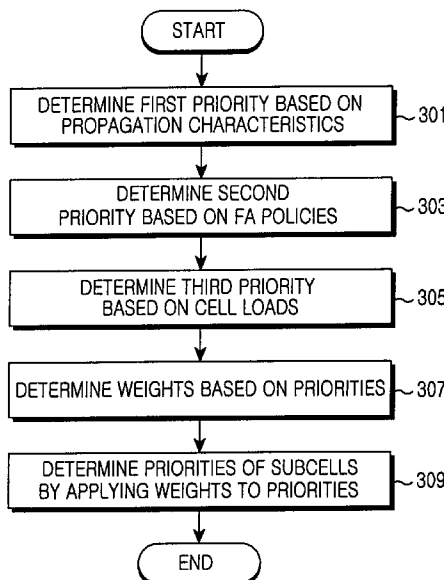 START
DETERMINE FIRST PRIORITY BASED ON
PROPAGATION CHARACTERISTICS
301
DETERMINE SECOND
PRIORITY BASED ON FA POLICIES
303
DETERMINE THIRD PRIORITY
BASED ON CELL LOADS
305
DETERMINE WEIGHTS BASED ON PRIORITIES
307
DETERMINE PRIORITIES OF SUBCELLS
BY APPLYING WEIGHTS TO PRIORITIES
309
END